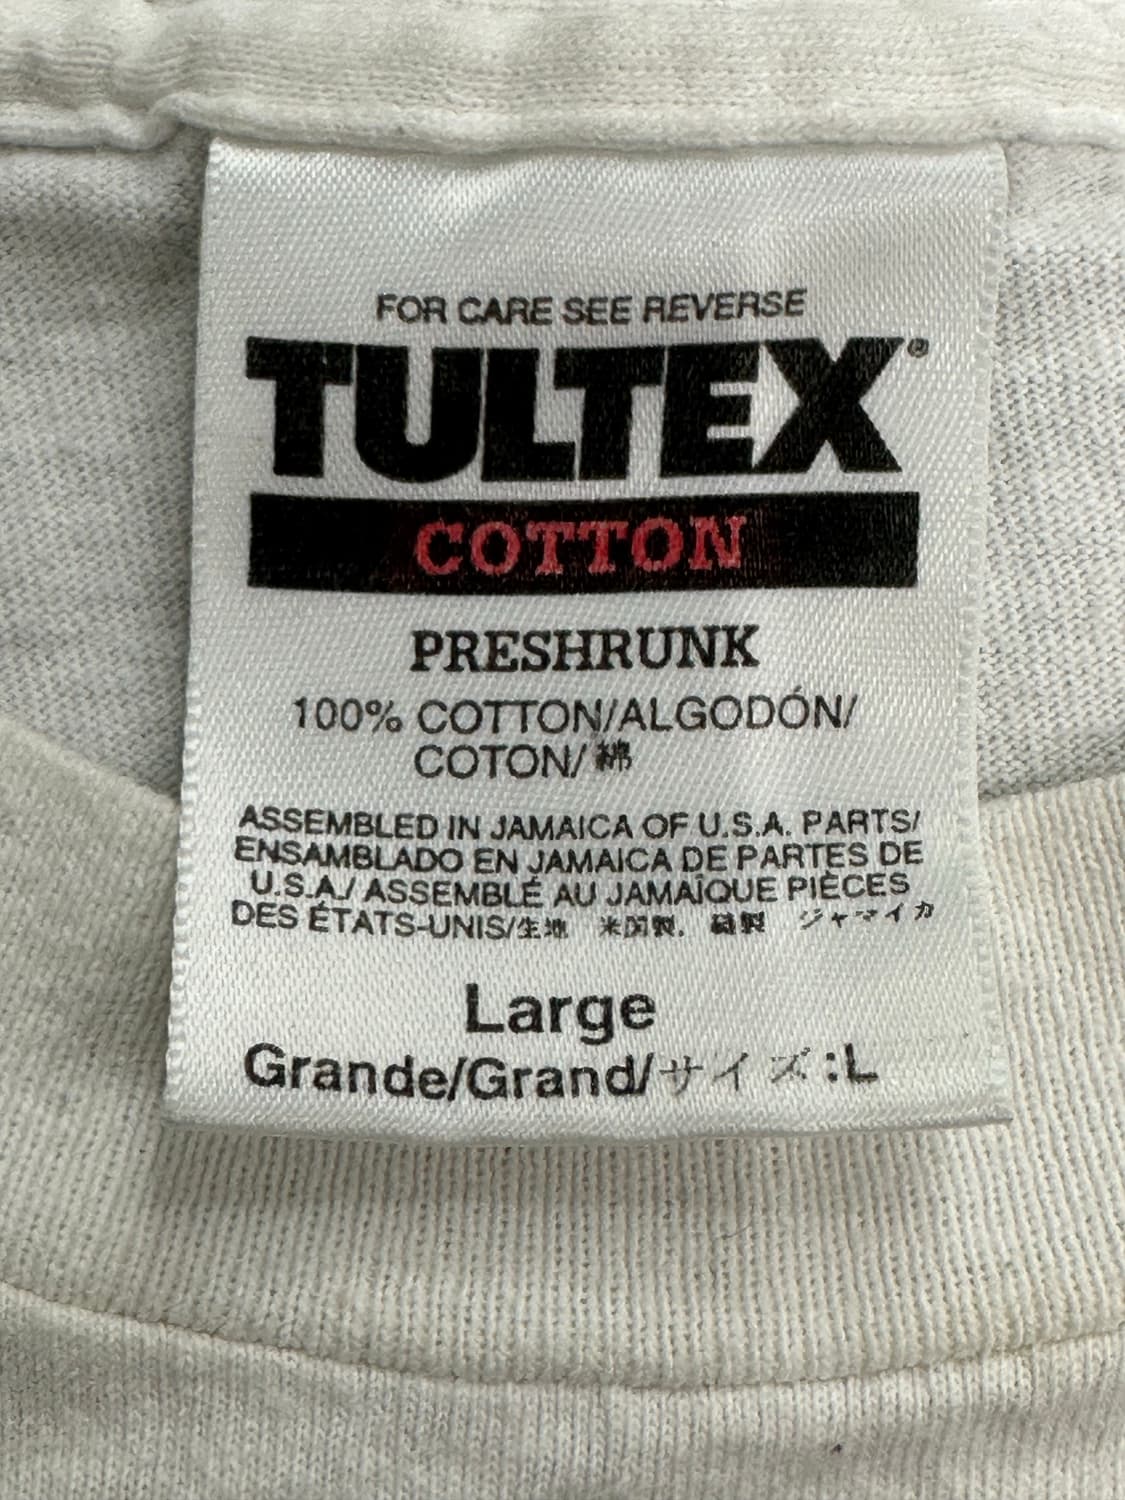 FOR CARE SEE REVERSE
TULTEX®
COTTON
PRESHRUNK
100% COTTON/ALGODÓN/
COTON/綿
ASSEMBLED IN JAMAICA OF U.S.A. PARTS/
ENSAMBLADO EN JAMAICA DE PARTES DE
U.S.A./ ASSEMBLÉ AU JAMAÏQUE PIÈCES
DES ÉTATS-UNIS/生地 米国製. 縫製 ジャマイカ
Large
Grande/Grand/サイズ:L